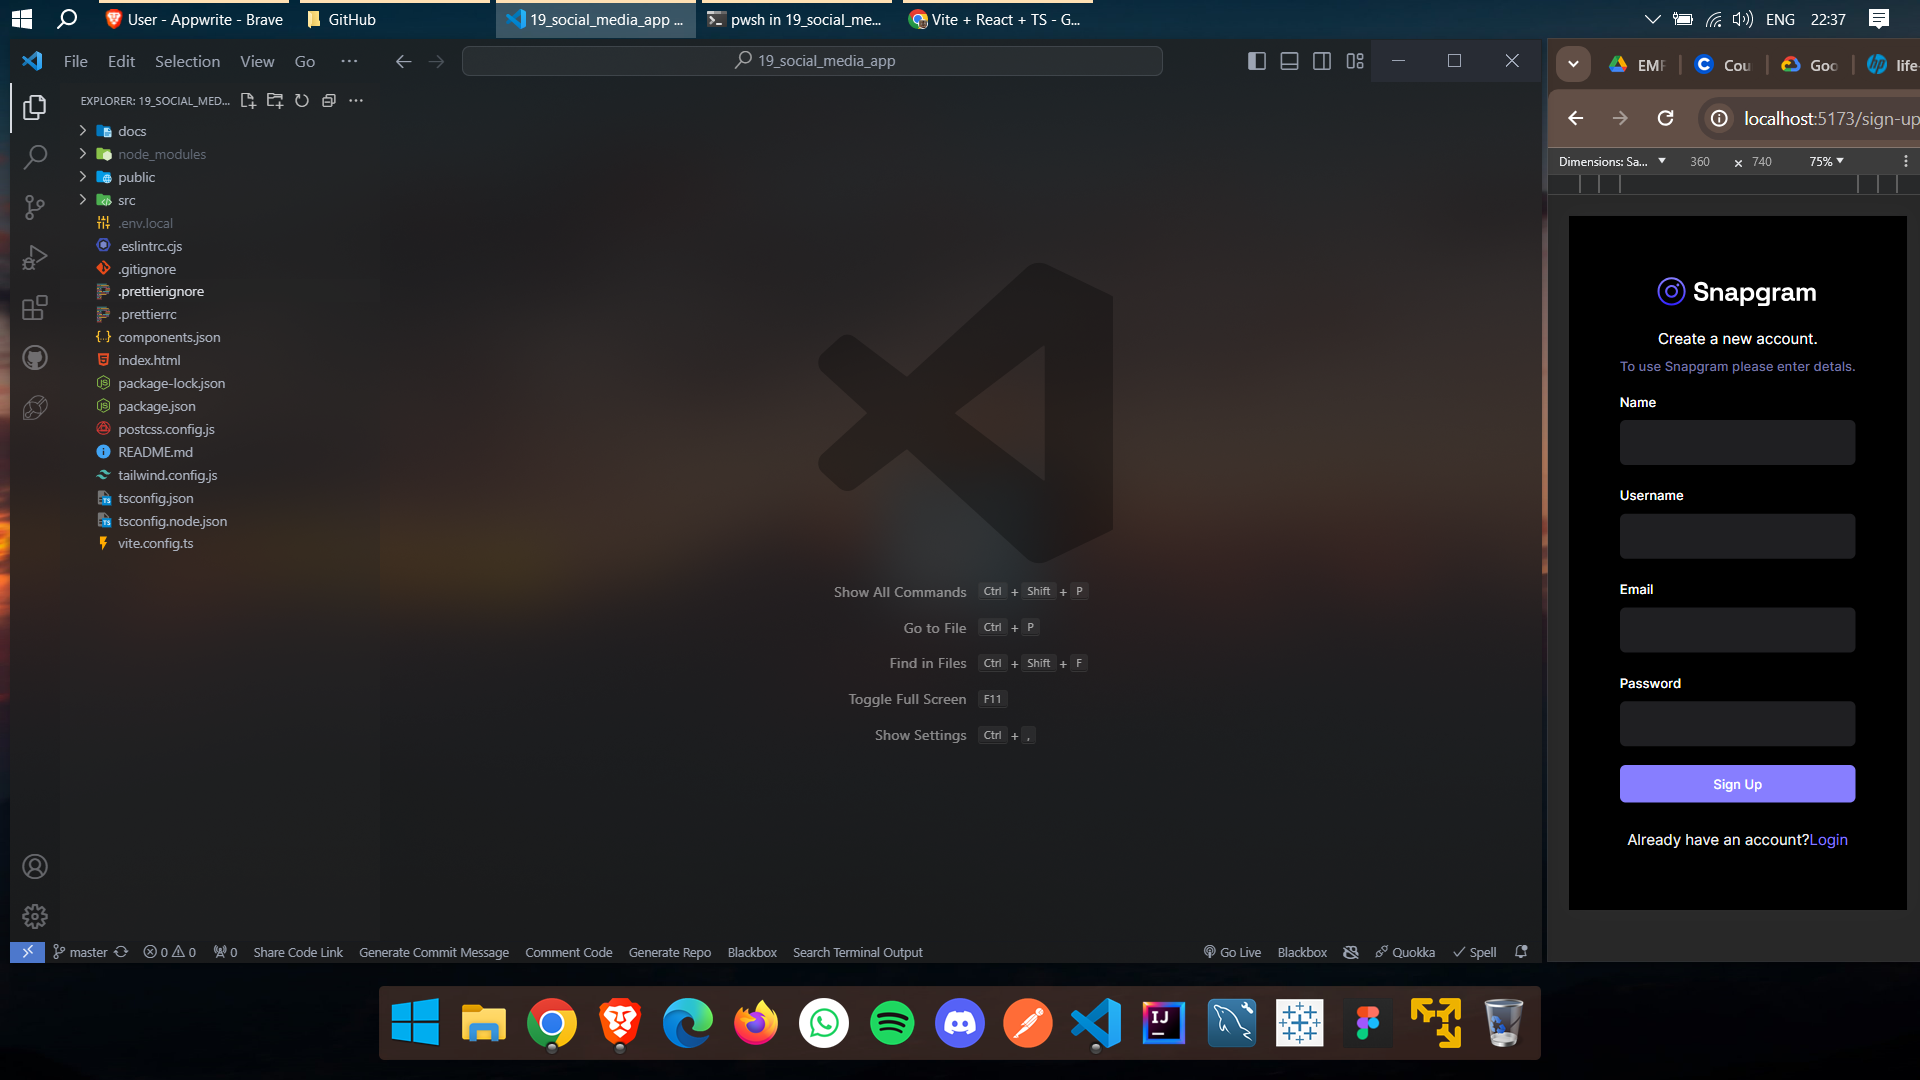 User - Appwrite - Brave
GitHub
19_social_media_app ...
pwsh in 19_social_me...
Vite + React + TS - G...
ENG
22:37
File
Edit
Selection
View
Go
19_social_media_app
EXPLORER: 19_SOCIAL_MED...
docs
node_modules
public
src
.env.local
.eslintrc.cjs
.gitignore
.prettierignore
.prettierrc
components.json
index.html
package-lock.json
package.json
postcss.config.js
README.md
tailwind.config.js
tsconfig.json
tsconfig.node.json
vite.config.ts
Show All Commands Ctrl + Shift + P
Go to File Ctrl + P
Find in Files Ctrl + Shift + F
Toggle Full Screen F11
Show Settings Ctrl + ,
master
0 0
0
Share Code Link
Generate Commit Message
Comment Code
Generate Repo
Blackbox
Search Terminal Output
Go Live
Blackbox
Quokka
Spell
Cou
Goo
life-
localhost:5173/sign-up
Dimensions: Sa...
360 x 740
75%
Snapgram
Create a new account.
To use Snapgram please enter detals.
Name
Username
Email
Password
Sign Up
Already have an account?Login
IJ